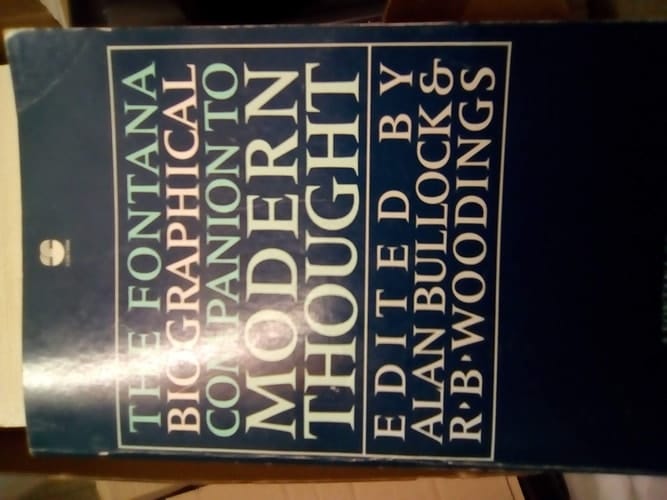 THE FONTANA
BIOGRAPHICAL
COMPANION TO
MODERN
THOUGHT
EDITED BY
ALAN BULLOCK &
R·B·WOODINGS